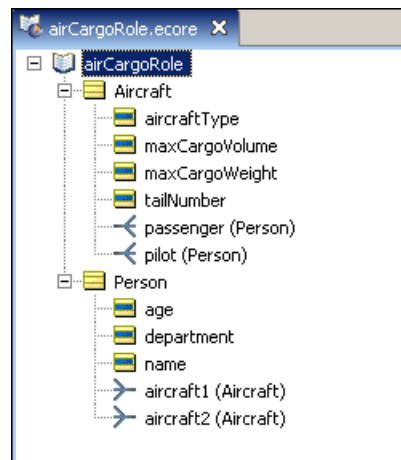 airCargoRole.ecore
airCargoRole
Aircraft
aircraftType
maxCargoVolume
maxCargoWeight
tailNumber
passenger (Person)
pilot (Person)
Person
age
department
name
aircraft1 (Aircraft)
aircraft2 (Aircraft)